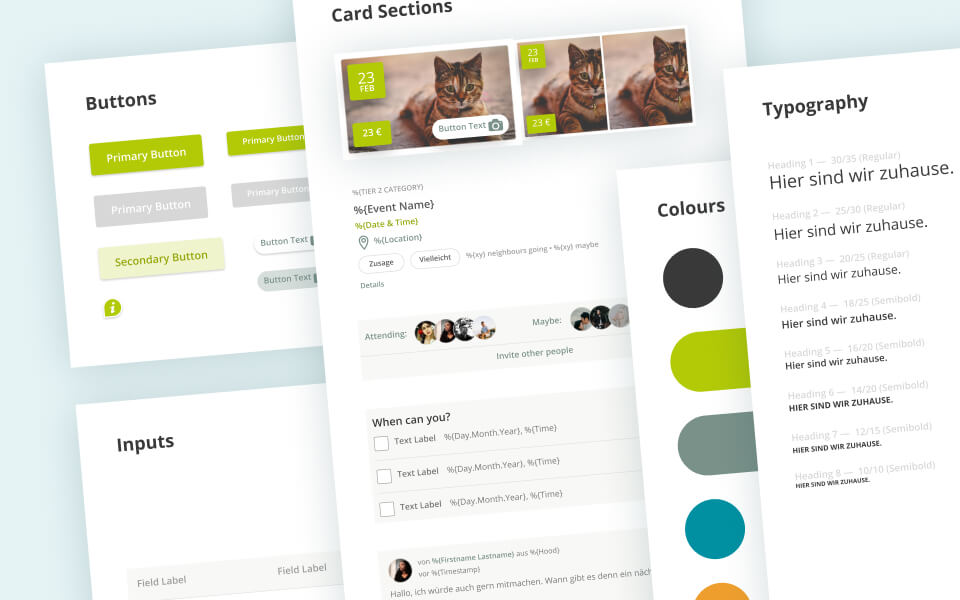 Buttons
Primary Button
Primary Button
Primary Button
Primary Button
Secondary Button
Button Text
Button Text
i
Inputs
Field Label
Field Label
Card Sections
23
FEB
23 €
Button Text
23
FEB
23 €
%{TIER 2 CATEGORY}
%{Event Name}
%{Date & Time}
%{Location}
Zusage
Vielleicht
%{xy} neighbours going • %{xy} maybe
Details
Attending:
Maybe:
Invite other people
When can you?
Text Label %{Day.Month.Year}, %{Time}
Text Label %{Day.Month.Year}, %{Time}
Text Label %{Day.Month.Year}, %{Time}
von %{Firstname Lastname} aus %{Hood}
vor %{Timestamp}
Hallo, ich würde auch gern mitmachen. Wann gibt es denn ein
Colours
Typography
Heading 1 — 30/35 (Regular)
Hier sind wir zuhause.
Heading 2 — 25/30 (Regular)
Hier sind wir zuhause.
Heading 3 — 20/25 (Regular)
Hier sind wir zuhause.
Heading 4 — 18/25 (Semibold)
Hier sind wir zuhause.
Heading 5 — 16/20 (Semibold)
Hier sind wir zuhause.
Heading 6 — 14/20 (Semibold)
HIER SIND WIR ZUHAUSE.
Heading 7 — 12/15 (Semibold)
HIER SIND WIR ZUHAUSE.
Heading 8 — 10/10 (Semibold)
HIER SIND WIR ZUHAUSE.